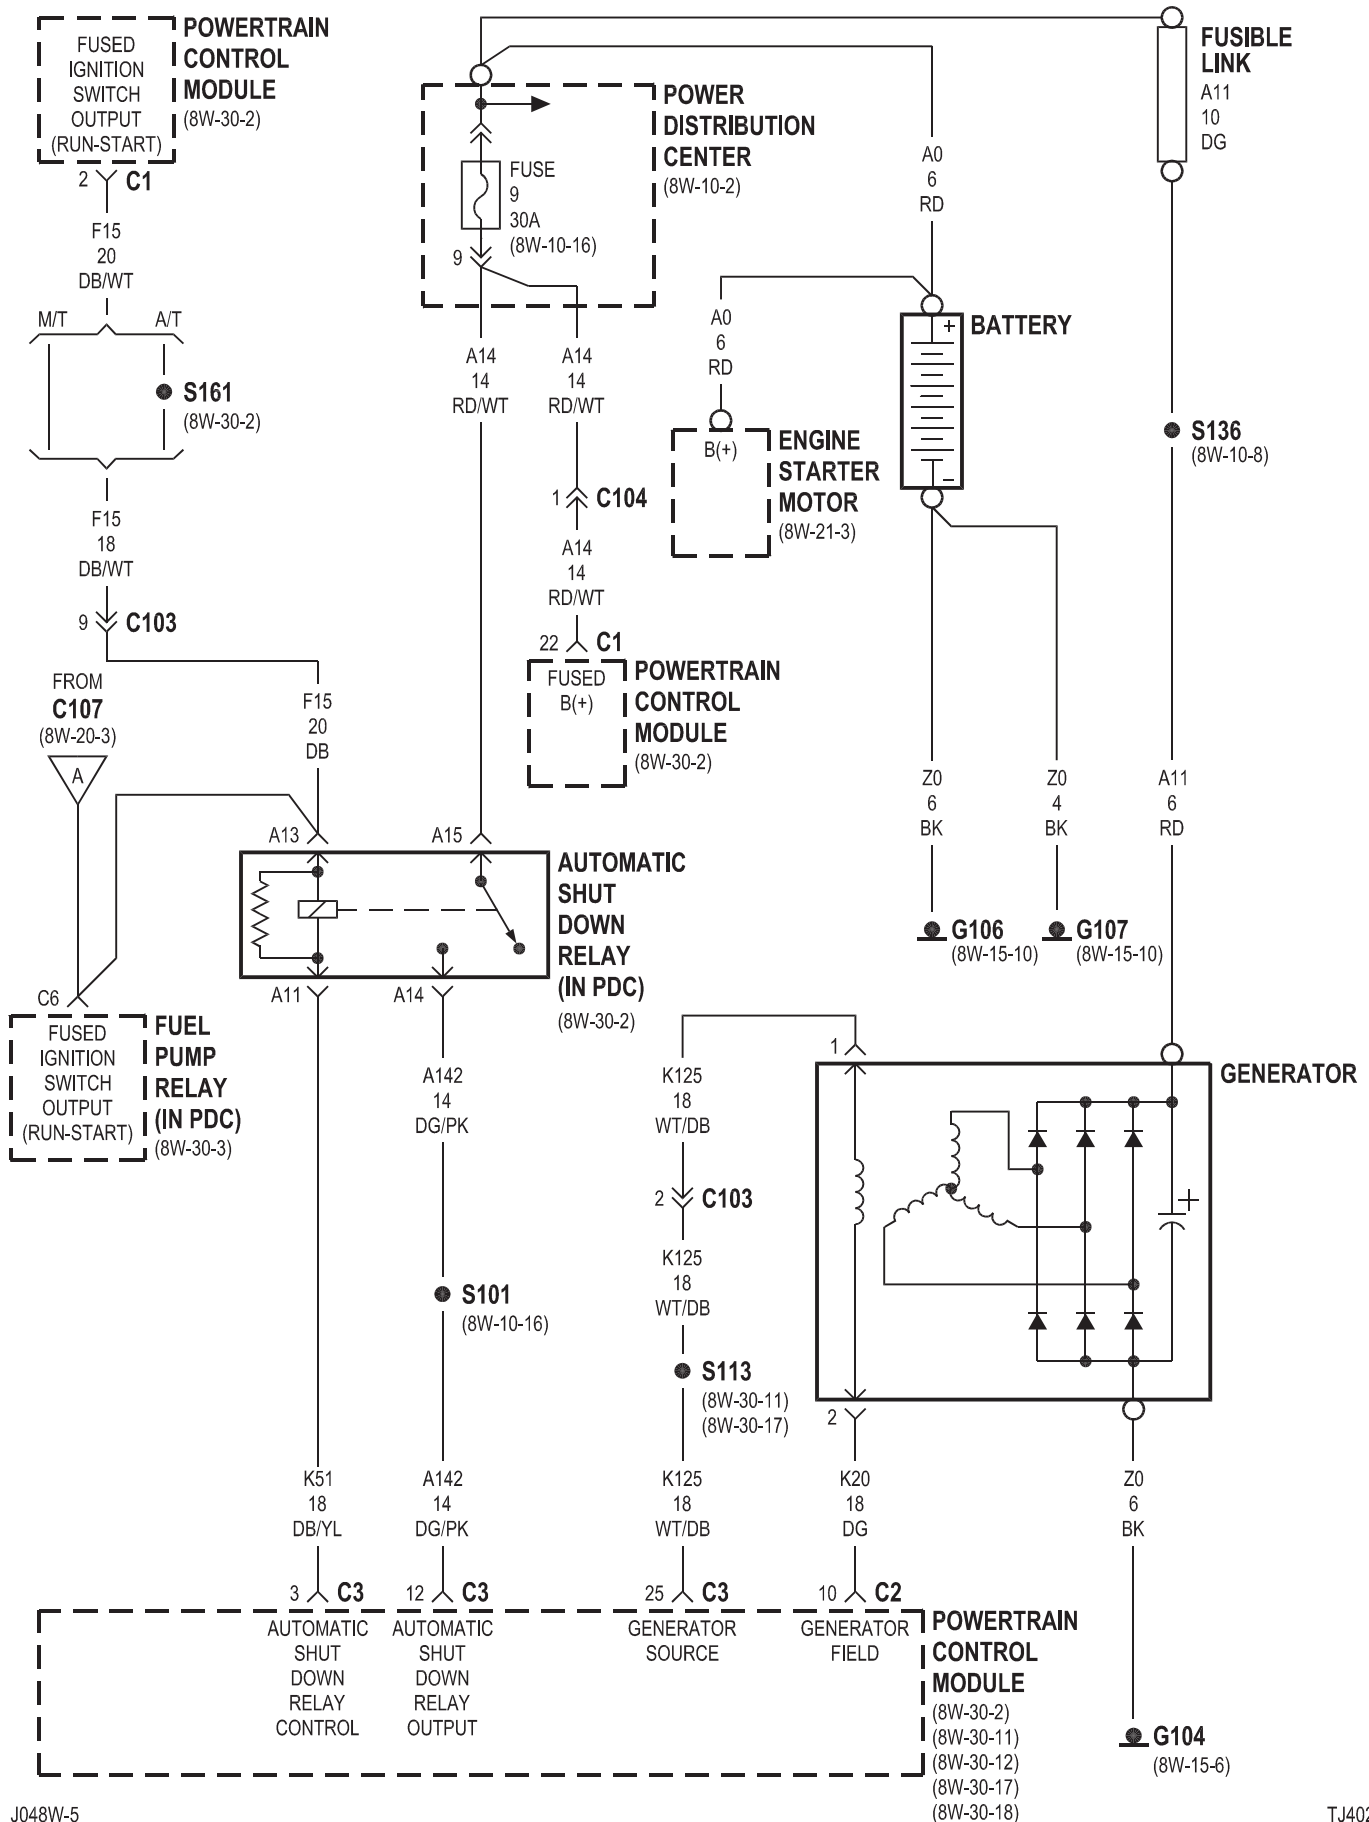 FUSED
IGNITION
SWITCH
OUTPUT
(RUN-START)
POWERTRAIN
CONTROL
MODULE
(8W-30-2)
2 C1
F15
20
DB/WT
M/T A/T
S161
(8W-30-2)
F15
18
DB/WT
9 C103
FROM
C107
(8W-20-3)
A
F15
20
DB
POWER
DISTRIBUTION
CENTER
(8W-10-2)
FUSE
9
30A
(8W-10-16)
9
A14
14
RD/WT
A14
14
RD/WT
1 C104
A14
14
RD/WT
22 C1
FUSED
B(+)
POWERTRAIN
CONTROL
MODULE
(8W-30-2)
FUSIBLE
LINK
A11
10
DG
A0
6
RD
A0
6
RD
+
BATTERY
–
B(+)
ENGINE
STARTER
MOTOR
(8W-21-3)
S136
(8W-10-8)
Z0
6
BK
Z0
4
BK
A11
6
RD
G106
(8W-15-10)
G107
(8W-15-10)
A13 A15
AUTOMATIC
SHUT
DOWN
RELAY
(IN PDC)
(8W-30-2)
A11 A14
C6
FUSED
IGNITION
SWITCH
OUTPUT
(RUN-START)
FUEL
PUMP
RELAY
(IN PDC)
(8W-30-3)
A142
14
DG/PK
S101
(8W-10-16)
K125
18
WT/DB
2 C103
K125
18
WT/DB
S113
(8W-30-11)
(8W-30-17)
1
GENERATOR
+
2
K51
18
DB/YL
A142
14
DG/PK
K125
18
WT/DB
K20
18
DG
Z0
6
BK
3 C3
12 C3
25 C3
10 C2
AUTOMATIC
SHUT
DOWN
RELAY
CONTROL
AUTOMATIC
SHUT
DOWN
RELAY
OUTPUT
GENERATOR
SOURCE
GENERATOR
FIELD
POWERTRAIN
CONTROL
MODULE
(8W-30-2)
(8W-30-11)
(8W-30-12)
(8W-30-17)
(8W-30-18)
G104
(8W-15-6)
J048W-5
TJ402